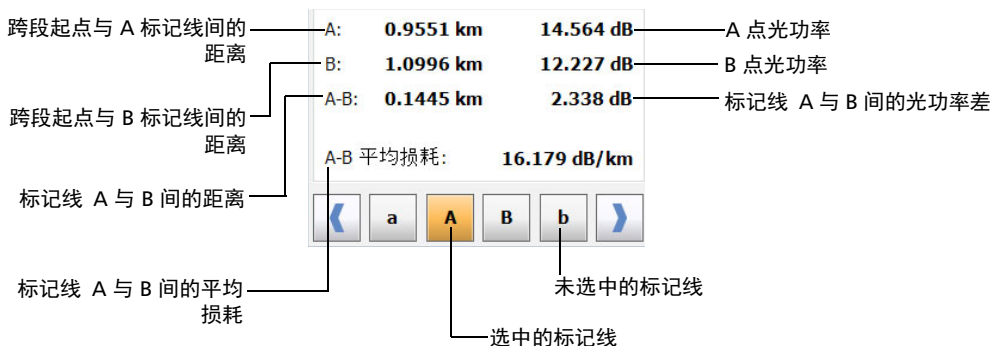 跨段起点与 A 标记线间的
距离
跨段起点与 B 标记线间的
距离
标记线 A 与 B 间的距离
标记线 A 与 B 间的平均
损耗
A: 0.9551 km 14.564 dB
B: 1.0996 km 12.227 dB
A-B: 0.1445 km 2.338 dB
A-B 平均损耗: 16.179 dB/km
a A B b
A 点光功率
B 点光功率
标记线 A 与 B 间的光功率差
未选中的标记线
选中的标记线